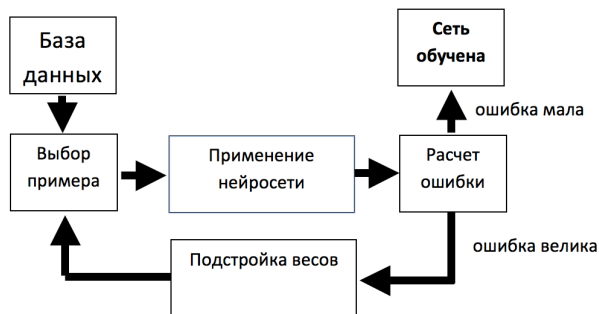 База
данных
Сеть
обучена
ошибка мала
Выбор
примера
Применение
нейросети
Расчет
ошибки
ошибка велика
Подстройка весов